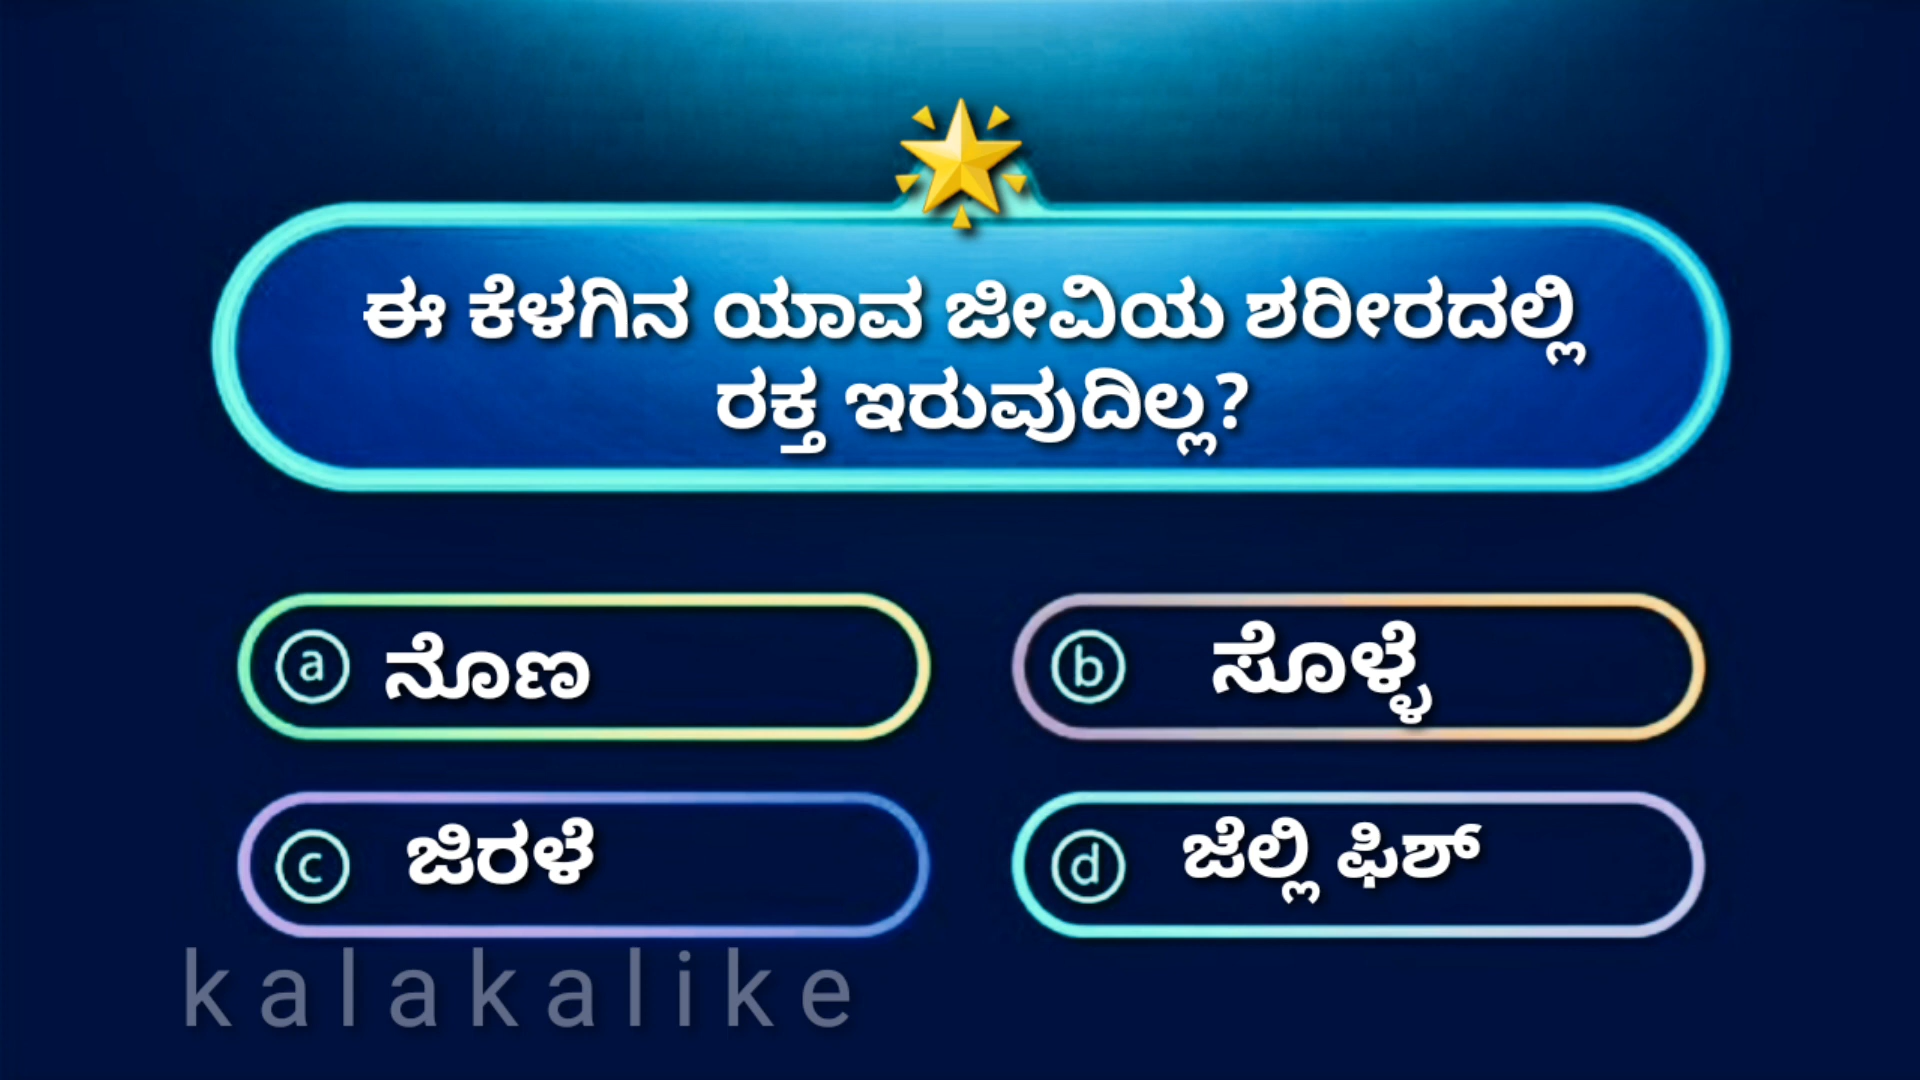 ಈ ಕೆಳಗಿನ ಯಾವ ಜೀವಿಯ ಶರೀರದಲ್ಲಿ
ರಕ್ತ ಇರುವುದಿಲ್ಲ?
a ನೊಣ
b ಸೊಳ್ಳೆ
c ಜಿರಳೆ
d ಜೆಲ್ಲಿ ಫಿಶ್
kalakalike